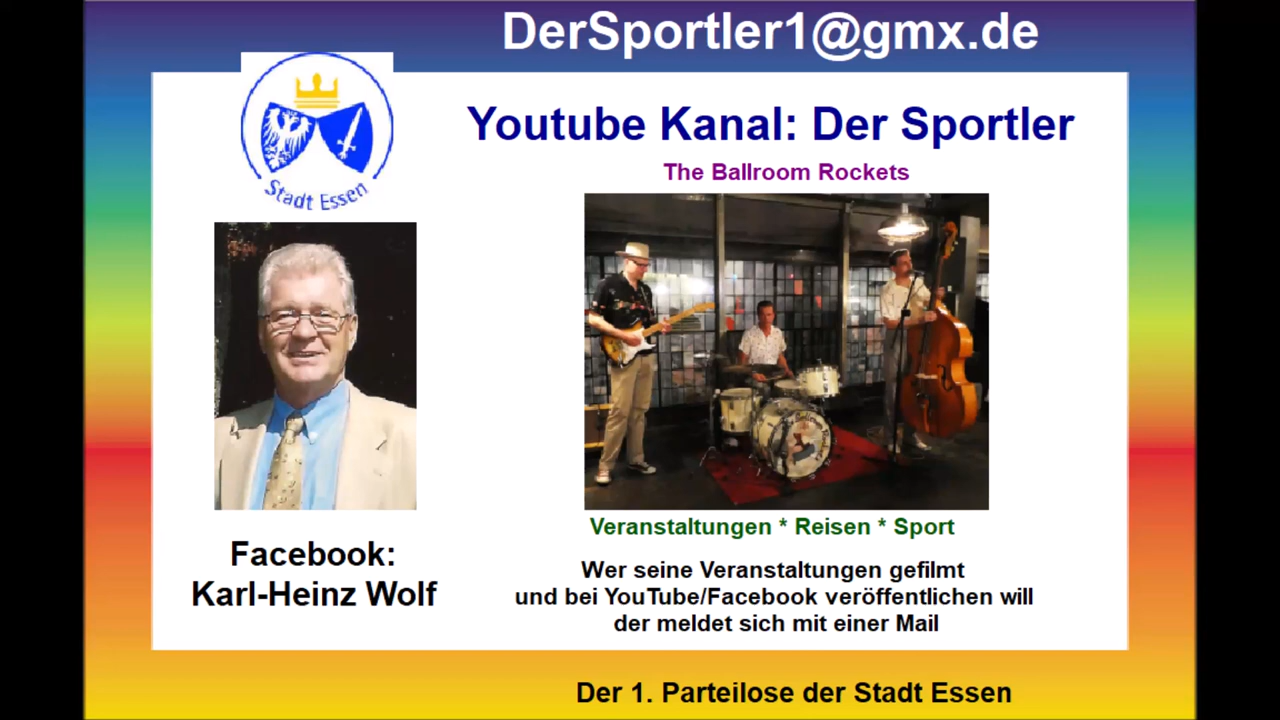 DerSportler1@gmx.de
Stadt Essen
Youtube Kanal: Der Sportler
The Ballroom Rockets
Veranstaltungen * Reisen * Sport
Facebook:
Karl-Heinz Wolf
Wer seine Veranstaltungen gefilmt
und bei YouTube/Facebook veröffentlichen will
der meldet sich mit einer Mail
Der 1. Parteilose der Stadt Essen